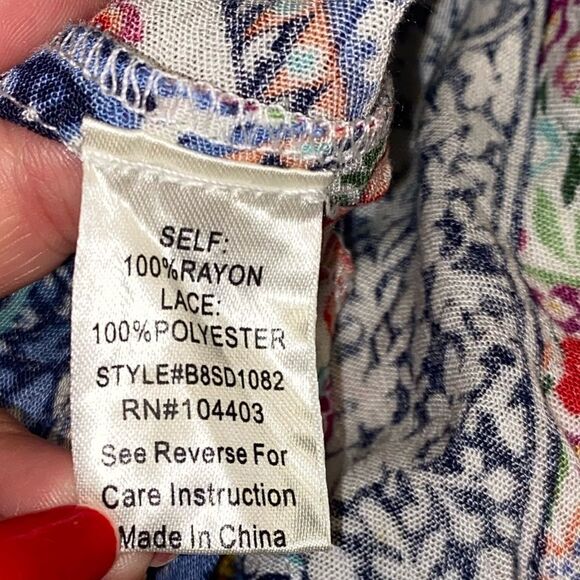 SELF:
100%RAYON
LACE:
100%POLYESTER
STYLE#B8SD1082
RN#104403
See Reverse For
Care Instruction
Made In China